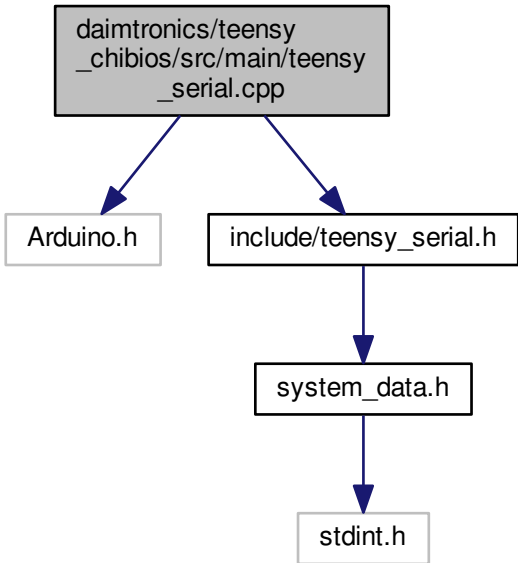 daimtronics/teensy
_chibios/src/main/teensy
_serial.cpp
Arduino.h
include/teensy_serial.h
system_data.h
stdint.h